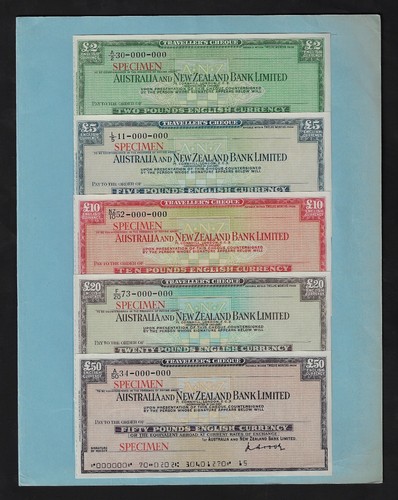 TRAVELLER'S CHEQUE
£2 £2
30-000-000
SPECIMEN
AUSTRALIA AND NEW ZEALAND BANK LIMITED
UPON PRESENTATION OF THIS CHEQUE COUNTERSIGNED
BY THE PERSON WHOSE SIGNATURE APPEARS BELOW WILL
PAY TO THE ORDER OF
TWO POUNDS ENGLISH CURRENCY
TRAVELLER'S CHEQUE
£5 £5
11-000-000
SPECIMEN
AUSTRALIA AND NEW ZEALAND BANK LIMITED
UPON PRESENTATION OF THIS CHEQUE COUNTERSIGNED
BY THE PERSON WHOSE SIGNATURE APPEARS BELOW WILL
PAY TO THE ORDER OF
FIVE POUNDS ENGLISH CURRENCY
TRAVELLER'S CHEQUE
£10 £10
52-000-000
SPECIMEN
AUSTRALIA AND NEW ZEALAND BANK LIMITED
UPON PRESENTATION OF THIS CHEQUE COUNTERSIGNED
BY THE PERSON WHOSE SIGNATURE APPEARS BELOW WILL
PAY TO THE ORDER OF
TEN POUNDS ENGLISH CURRENCY
TRAVELLER'S CHEQUE
£20 £20
73-000-000
SPECIMEN
AUSTRALIA AND NEW ZEALAND BANK LIMITED
UPON PRESENTATION OF THIS CHEQUE COUNTERSIGNED
BY THE PERSON WHOSE SIGNATURE APPEARS BELOW WILL
PAY TO THE ORDER OF
TWENTY POUNDS ENGLISH CURRENCY
TRAVELLER'S CHEQUE
£50 £50
34-000-000
SPECIMEN
AUSTRALIA AND NEW ZEALAND BANK LIMITED
UPON PRESENTATION OF THIS CHEQUE COUNTERSIGNED
BY THE PERSON WHOSE SIGNATURE APPEARS BELOW WILL
PAY TO THE ORDER OF
FIFTY POUNDS ENGLISH CURRENCY
OR THE EQUIVALENT ABROAD AT CURRENT RATES OF EXCHANGE
FOR AUSTRALIA AND NEW ZEALAND BANK LIMITED
SPECIMEN